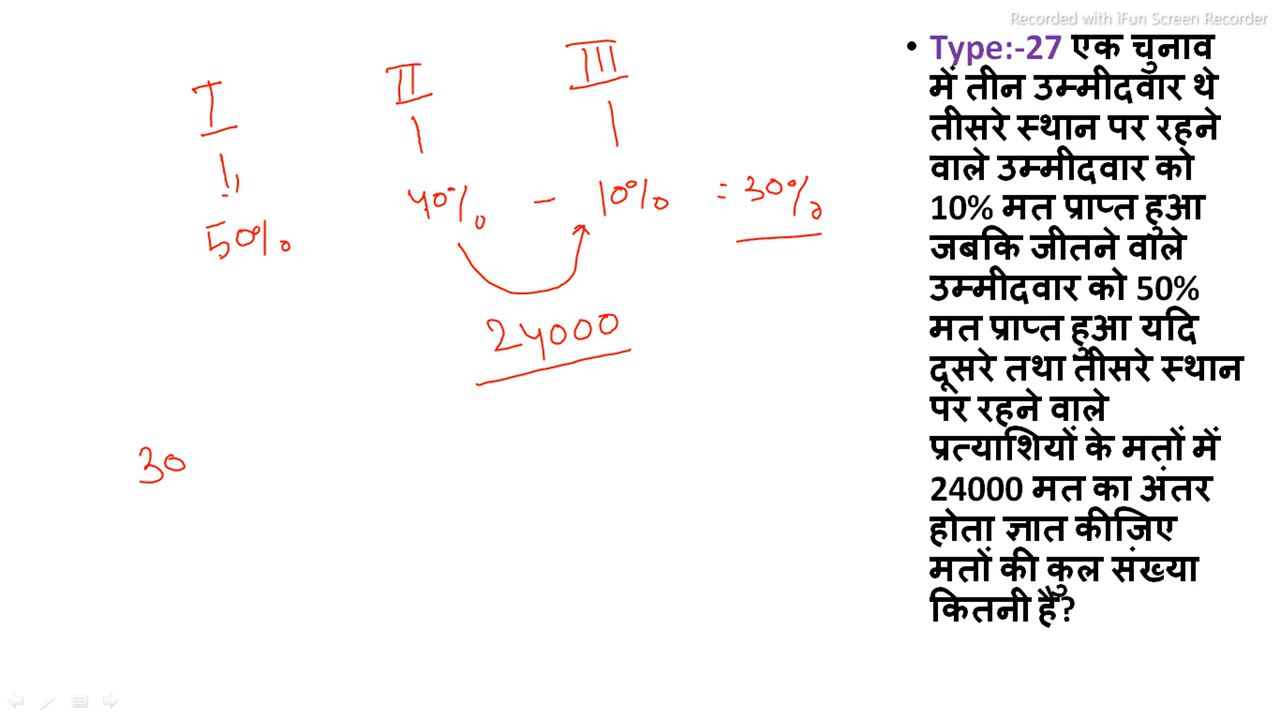 Recorded with iFun Screen Recorder
I II III
50% 40% - 10% = 30%
24000
30
• Type:-27 एक चुनाव
में तीन उम्मीदवार थे
तीसरे स्थान पर रहने
वाले उम्मीदवार को
10% मत प्राप्त हुआ
जबकि जीतने वाले
उम्मीदवार को 50%
मत प्राप्त हुआ यदि
दूसरे तथा तीसरे स्थान
पर रहने वाले
प्रत्याशियों के मतों में
24000 मत का अंतर
होता ज्ञात कीजिए
मतों की कुल संख्या
कितनी है?